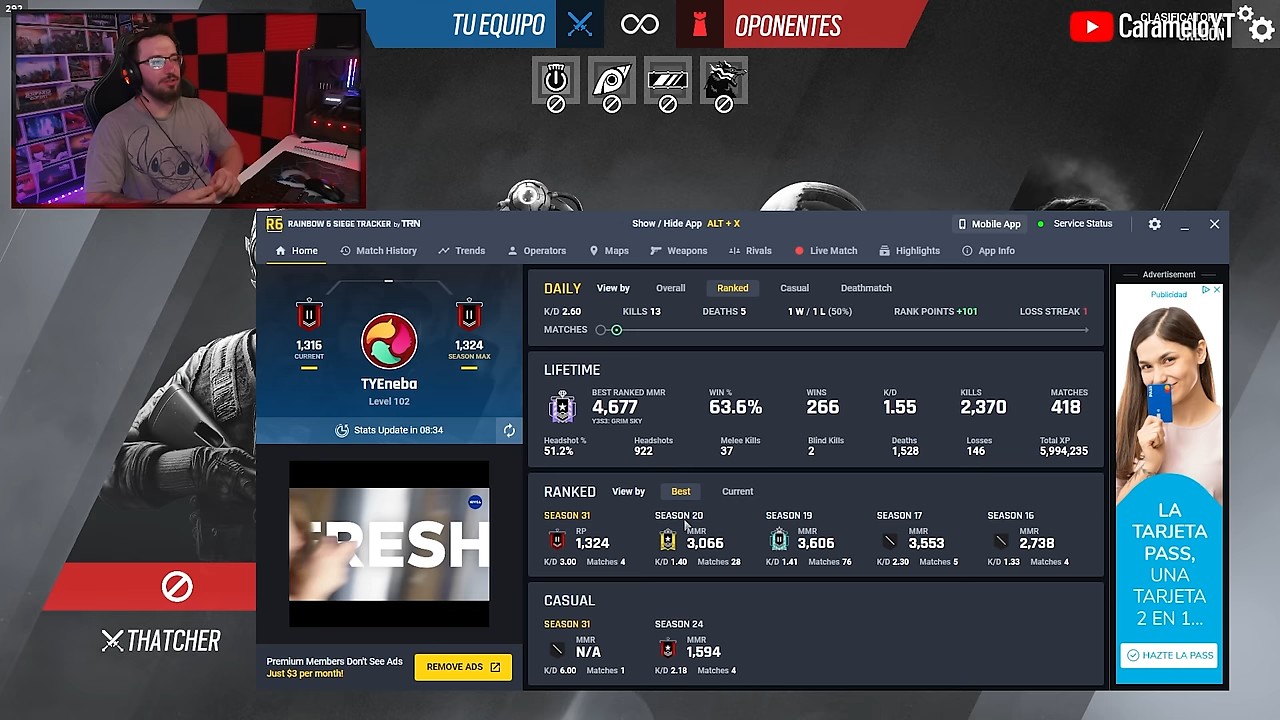 292
TU EQUIPO
OPONENTES
CarameloYT
R6 RAINBOW 6 SIEGE TRACKER by TRN
Show / Hide App ALT + X
Mobile App
Service Status
Home
Match History
Trends
Operators
Maps
Weapons
Rivals
Live Match
Highlights
App Info
1,316
CURRENT
1,324
SEASON MAX
TYEneba
Level 102
Stats Update in 08:34
FRESH
NIVEA
Premium Members Don't See Ads
Just $3 per month!
REMOVE ADS
DAILY View by Overall Ranked Casual Deathmatch
K/D 2.60 KILLS 13 DEATHS 5 1 W / 1 L (50%) RANK POINTS +101 LOSS STREAK 1
MATCHES
LIFETIME
BEST RANKED MMR WIN % WINS K/D KILLS MATCHES
4,677 63.6% 266 1.55 2,370 418
Y3S3: GRIM SKY
Headshot % Headshots Melee Kills Blind Kills Deaths Losses Total XP
51.2% 922 37 2 1,528 146 5,994,235
RANKED View by Best Current
SEASON 31 SEASON 20 SEASON 19 SEASON 17 SEASON 16
RP MMR MMR MMR MMR
1,324 3,066 3,606 3,553 2,738
K/D 3.00 Matches 4 K/D 1.40 Matches 28 K/D 1.41 Matches 76 K/D 2.30 Matches 5 K/D 1.33 Matches 4
CASUAL
SEASON 31 SEASON 24
MMR MMR
N/A 1,594
K/D 6.00 Matches 1 K/D 2.18 Matches 4
Advertisement
Publicidad
PASS
LA
TARJETA
PASS,
UNA
TARJETA
2 EN 1...
HAZTE LA PASS
THATCHER